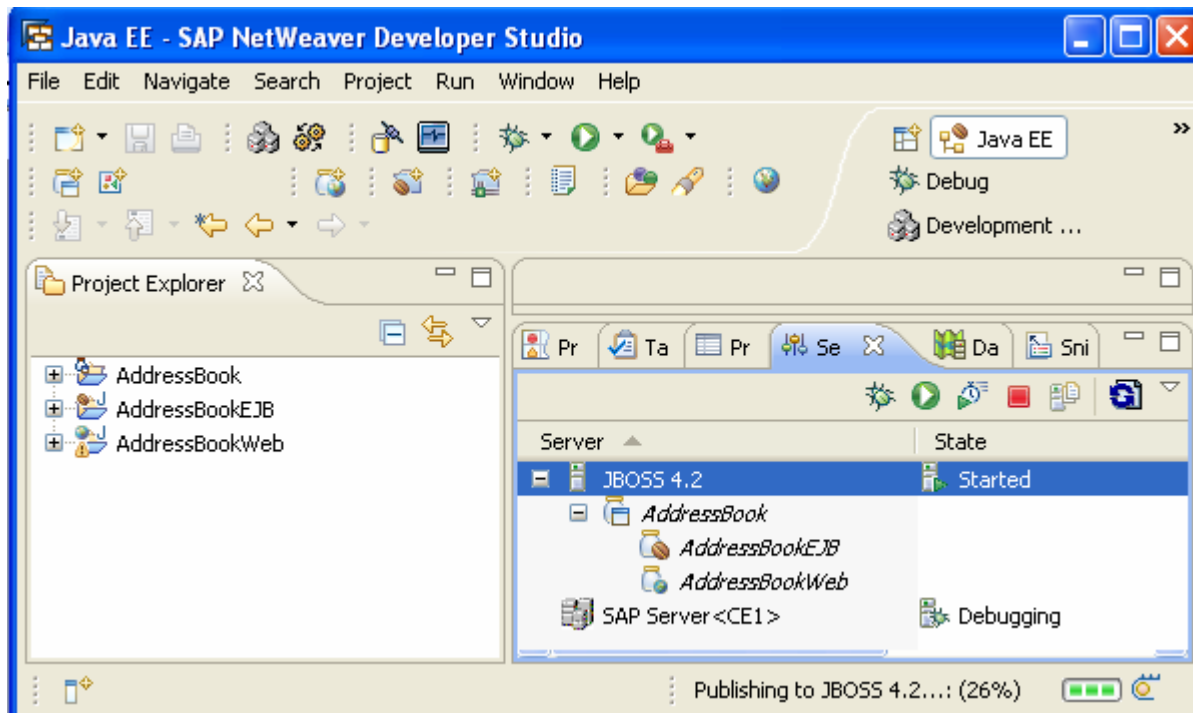 Java EE - SAP NetWeaver Developer Studio
File Edit Navigate Search Project Run Window Help
»
Java EE
Debug
Development ...
Project Explorer
AddressBook
AddressBookEJB
AddressBookWeb
Pr Ta Pr Se Da Sni
Server State
JBOSS 4.2 Started
AddressBook
AddressBookEJB
AddressBookWeb
SAP Server<CE1> Debugging
Publishing to JBOSS 4.2...: (26%)